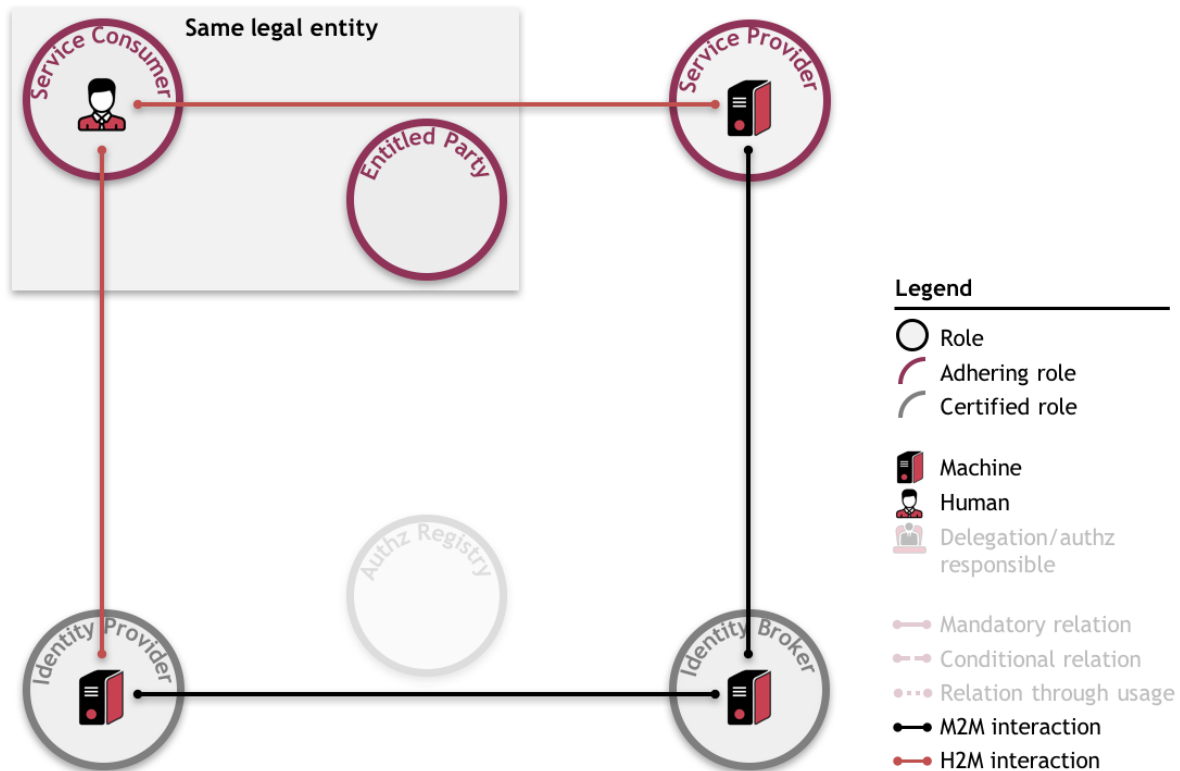 Same legal entity
Service Consumer
Service Provider
Entitled Party
Authz Registry
Identity Provider
Identity Broker
Legend
Role
Adhering role
Certified role
Machine
Human
Delegation/authz
responsible
Mandatory relation
Conditional relation
Relation through usage
M2M interaction
H2M interaction